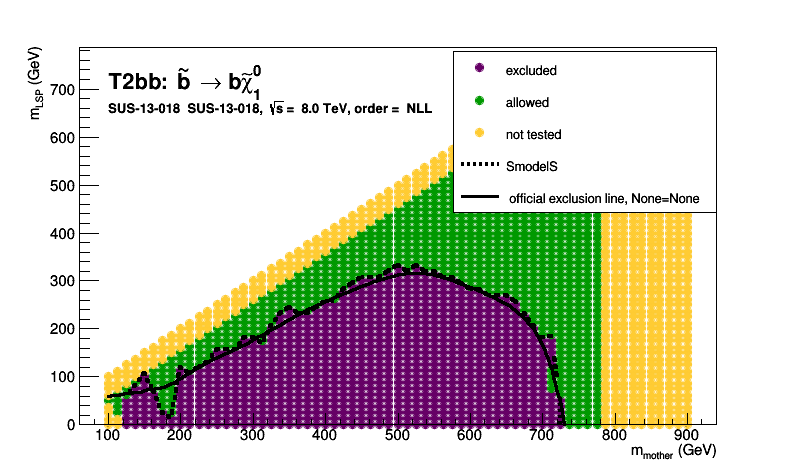 T2bb: b̃ → bχ̃₁⁰
SUS-13-018 SUS-13-018, √s = 8.0 TeV, order = NLL
excluded
allowed
not tested
SmodelS
official exclusion line, None=None
m_LSP (GeV)
700
600
500
400
300
200
100
0
100 200 300 400 500 600 700 800 900
m_mother (GeV)